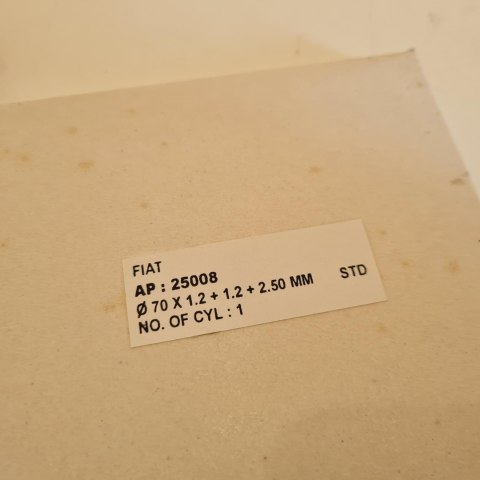 FIAT
AP : 25008
Ø 70 X 1.2 + 1.2 + 2.50 MM STD
NO. OF CYL : 1